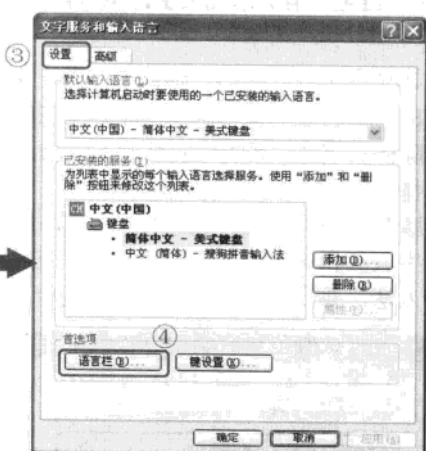 文字服务和输入语言
③
设置
高级
默认输入语言(L)
选择计算机启动时要使用的一个已安装的输入语言。
中文(中国) - 简体中文 - 美式键盘
已安装的服务(I)
为列表中显示的每个输入语言选择服务。使用“添加”和“删
除”按钮来修改这个列表。
CH 中文(中国)
键盘
• 简体中文 - 美式键盘
• 中文 (简体) - 搜狗拼音输入法
添加(D)...
删除(R)
属性(P)...
首选项
④
语言栏(B)...
键设置(K)...
确定
取消
应用(A)